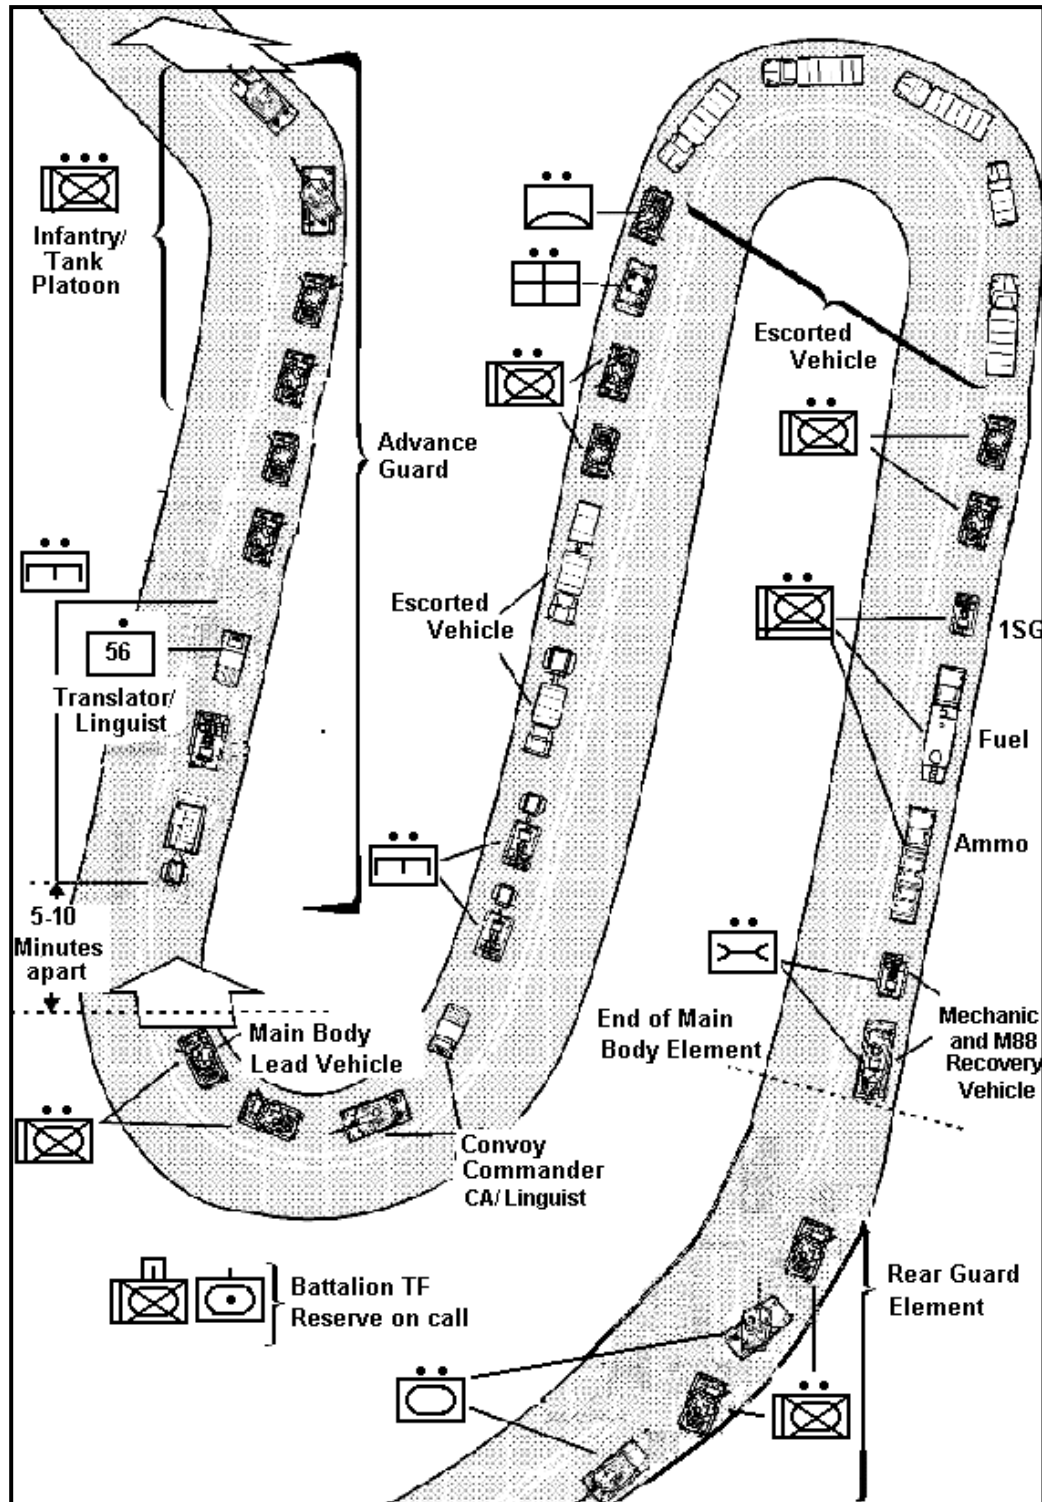 Infantry/
Tank
Platoon
Advance
Guard
56
Translator/
Linguist
5-10
Minutes
apart
Main Body
Lead Vehicle
Convoy
Commander
CA/ Linguist
Escorted
Vehicle
Escorted
Vehicle
1SG
Fuel
Ammo
Mechanic
and M88
Recovery
Vehicle
End of Main
Body Element
Rear Guard
Element
Battalion TF
Reserve on call